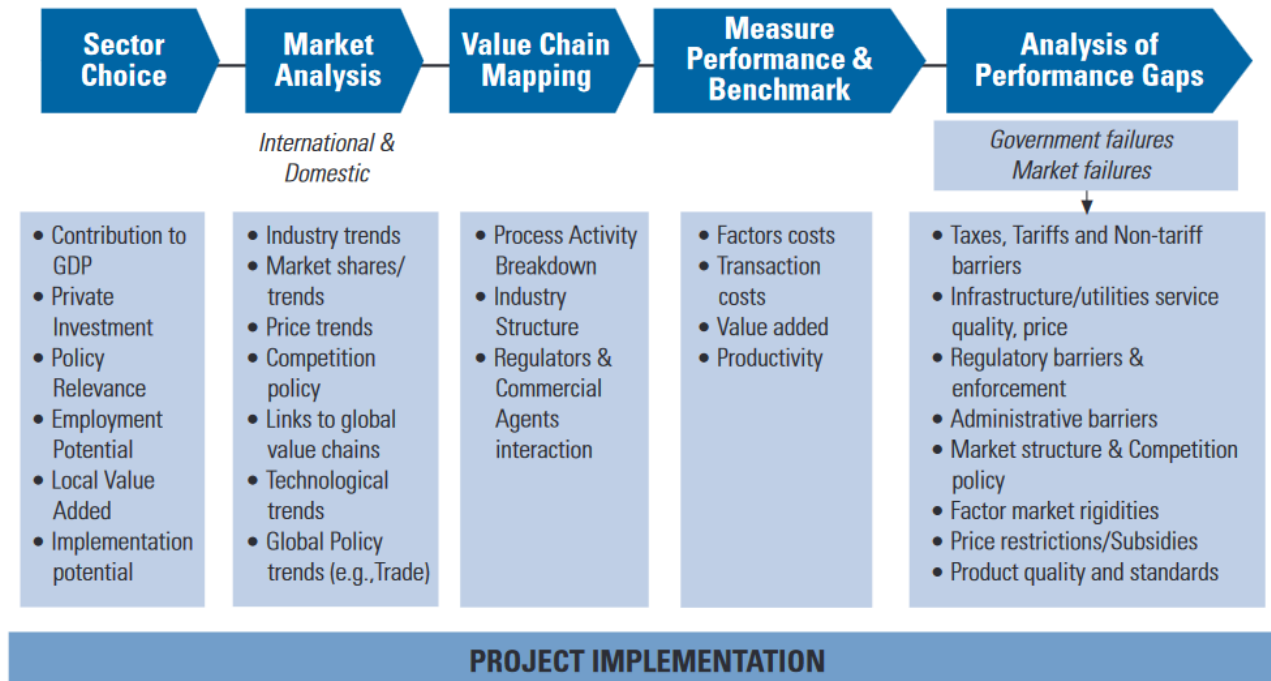 Sector
Choice
Market
Analysis
Value Chain
Mapping
Measure
Performance &
Benchmark
Analysis of
Performance Gaps
International &
Domestic
Government failures
Market failures
• Contribution to
GDP
• Private
Investment
• Policy
Relevance
• Employment
Potential
• Local Value
Added
• Implementation
potential
• Industry trends
• Market shares/
trends
• Price trends
• Competition
policy
• Links to global
value chains
• Technological
trends
• Global Policy
trends (e.g.,Trade)
• Process Activity
Breakdown
• Industry
Structure
• Regulators &
Commercial
Agents
interaction
• Factors costs
• Transaction
costs
• Value added
• Productivity
• Taxes, Tariffs and Non-tariff
barriers
• Infrastructure/utilities service
quality, price
• Regulatory barriers &
enforcement
• Administrative barriers
• Market structure & Competition
policy
• Factor market rigidities
• Price restrictions/Subsidies
• Product quality and standards
PROJECT IMPLEMENTATION